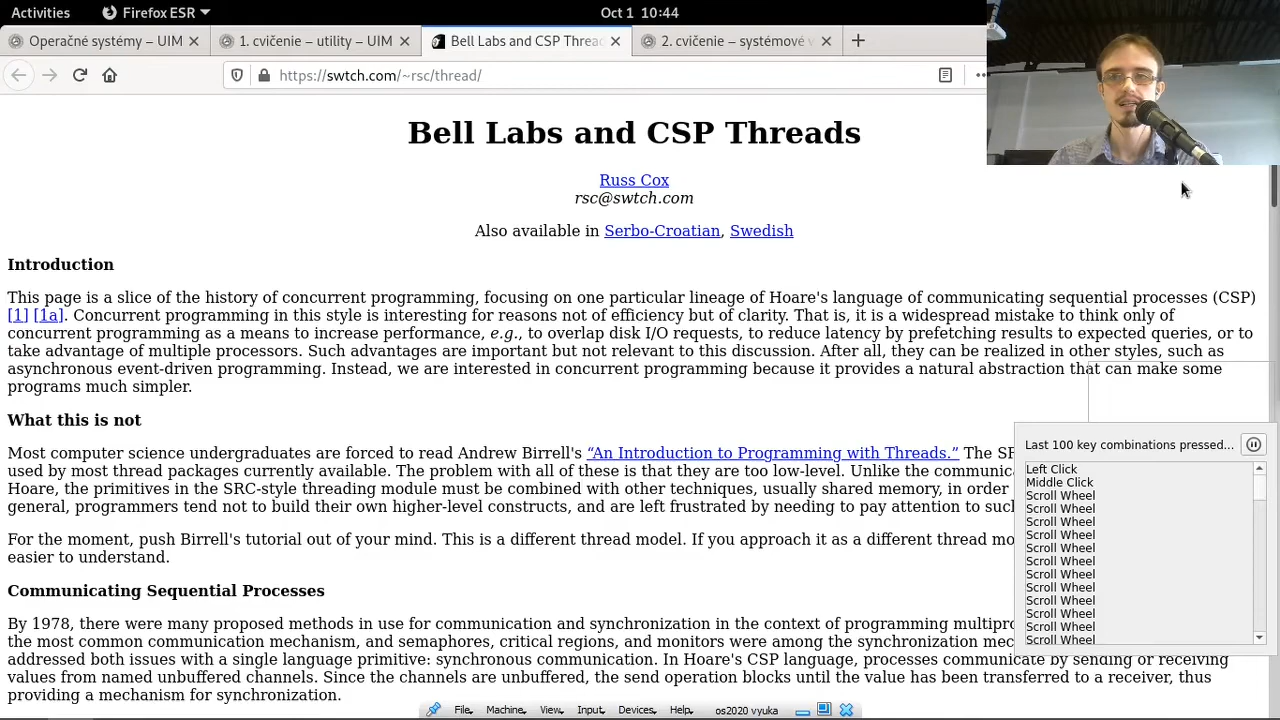 Activities Firefox ESR Oct 1 10:44
Operačné systémy – UIM 1. cvičenie – utility – UIM Bell Labs and CSP Threa 2. cvičenie – systémové
https://swtch.com/~rsc/thread/
Bell Labs and CSP Threads
Russ Cox
rsc@swtch.com
Also available in Serbo-Croatian, Swedish
Introduction
This page is a slice of the history of concurrent programming, focusing on one particular lineage of Hoare's language of communicating sequential processes (CSP)
[1] [1a]. Concurrent programming in this style is interesting for reasons not of efficiency but of clarity. That is, it is a widespread mistake to think only of
concurrent programming as a means to increase performance, e.g., to overlap disk I/O requests, to reduce latency by prefetching results to expected queries, or to
take advantage of multiple processors. Such advantages are important but not relevant to this discussion. After all, they can be realized in other styles, such as
asynchronous event-driven programming. Instead, we are interested in concurrent programming because it provides a natural abstraction that can make some
programs much simpler.
What this is not
Most computer science undergraduates are forced to read Andrew Birrell's “An Introduction to Programming with Threads.” The SR
used by most thread packages currently available. The problem with all of these is that they are too low-level. Unlike the communic
Hoare, the primitives in the SRC-style threading module must be combined with other techniques, usually shared memory, in order
general, programmers tend not to build their own higher-level constructs, and are left frustrated by needing to pay attention to suc
For the moment, push Birrell's tutorial out of your mind. This is a different thread model. If you approach it as a different thread mo
easier to understand.
Communicating Sequential Processes
By 1978, there were many proposed methods in use for communication and synchronization in the context of programming multipro
the most common communication mechanism, and semaphores, critical regions, and monitors were among the synchronization mec
addressed both issues with a single language primitive: synchronous communication. In Hoare's CSP language, processes communicate by sending or receiving
values from named unbuffered channels. Since the channels are unbuffered, the send operation blocks until the value has been transferred to a receiver, thus
providing a mechanism for synchronization.
Last 100 key combinations pressed...
Left Click
Middle Click
Scroll Wheel
Scroll Wheel
Scroll Wheel
Scroll Wheel
Scroll Wheel
Scroll Wheel
Scroll Wheel
Scroll Wheel
Scroll Wheel
Scroll Wheel
Scroll Wheel
Scroll Wheel
File Machine View Input Devices Help os2020 vyuka